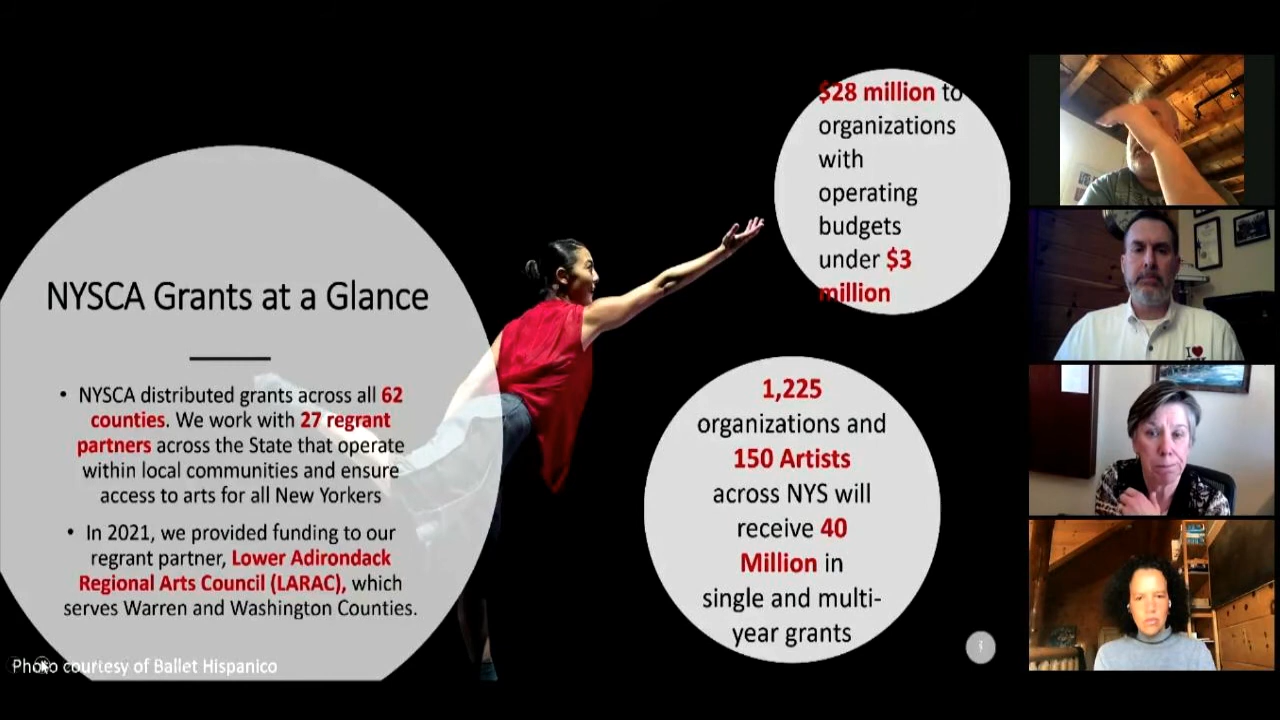 NYSCA Grants at a Glance
• NYSCA distributed grants across all 62
counties. We work with 27 regrant
partners across the State that operate
within local communities and ensure
access to arts for all New Yorkers
• In 2021, we provided funding to our
regrant partner, Lower Adirondack
Regional Arts Council (LARAC), which
serves Warren and Washington Counties.
Photo courtesy of Ballet Hispanico
$28 million to
organizations
with
operating
budgets
under $3
million
1,225
organizations and
150 Artists
across NYS will
receive 40
Million in
single and multi-
year grants
I